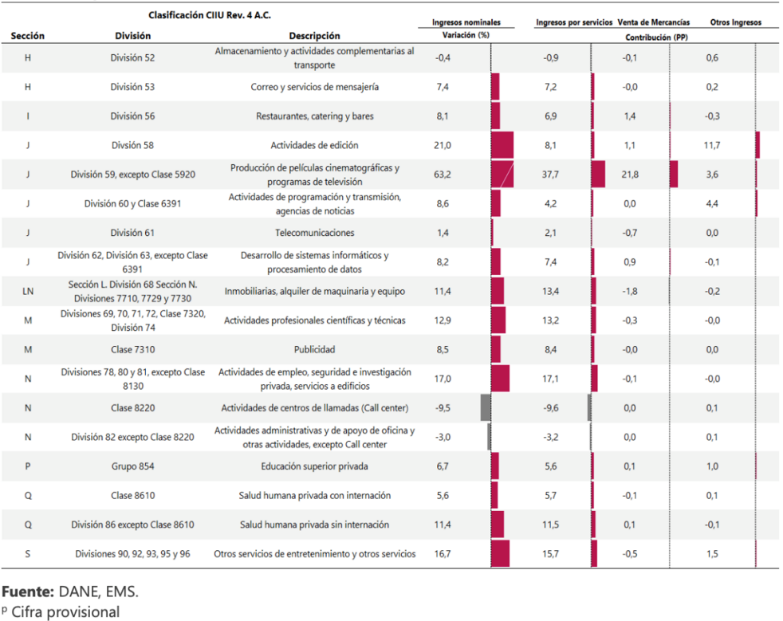 Clasificación CIIU Rev. 4 A.C.
Ingresos nominales Ingresos por servicios Venta de Mercancías Otros Ingresos
Sección División Descripción Variación (%) Contribución (PP)
H División 52 Almacenamiento y actividades complementarias al transporte -0,4 -0,9 -0,1 0,6
H División 53 Correo y servicios de mensajería 7,4 7,2 -0,0 0,2
I División 56 Restaurantes, catering y bares 8,1 6,9 1,4 -0,3
J Divsión 58 Actividades de edición 21,0 8,1 1,1 11,7
J División 59, excepto Clase 5920 Producción de películas cinematográficas y programas de televisión 63,2 37,7 21,8 3,6
J División 60 y Clase 6391 Actividades de programación y transmisión, agencias de noticias 8,6 4,2 0,0 4,4
J División 61 Telecomunicaciones 1,4 2,1 -0,7 0,0
J División 62, División 63, excepto Clase 6391 Desarrollo de sistemas informáticos y procesamiento de datos 8,2 7,4 0,9 -0,1
LN Sección L. División 68 Sección N. Divisiones 7710, 7729 y 7730 Inmobiliarias, alquiler de maquinaria y equipo 11,4 13,4 -1,8 -0,2
M Divisiones 69, 70, 71, 72, Clase 7320, División 74 Actividades profesionales científicas y técnicas 12,9 13,2 -0,3 -0,0
M Clase 7310 Publicidad 8,5 8,4 -0,0 0,0
N Divisiones 78, 80 y 81, excepto Clase 8130 Actividades de empleo, seguridad e investigación privada, servicios a edificios 17,0 17,1 -0,1 -0,0
N Clase 8220 Actividades de centros de llamadas (Call center) -9,5 -9,6 0,0 0,1
N División 82 excepto Clase 8220 Actividades administrativas y de apoyo de oficina y otras actividades, excepto Call center -3,0 -3,2 0,0 0,1
P Grupo 854 Educación superior privada 6,7 5,6 0,1 1,0
Q Clase 8610 Salud humana privada con internación 5,6 5,7 -0,1 0,1
Q División 86 excepto Clase 8610 Salud humana privada sin internación 11,4 11,5 0,1 -0,1
S Divisiones 90, 92, 93, 95 y 96 Otros servicios de entretenimiento y otros servicios 16,7 15,7 -0,5 1,5
Fuente: DANE, EMS.
ᵖ Cifra provisional